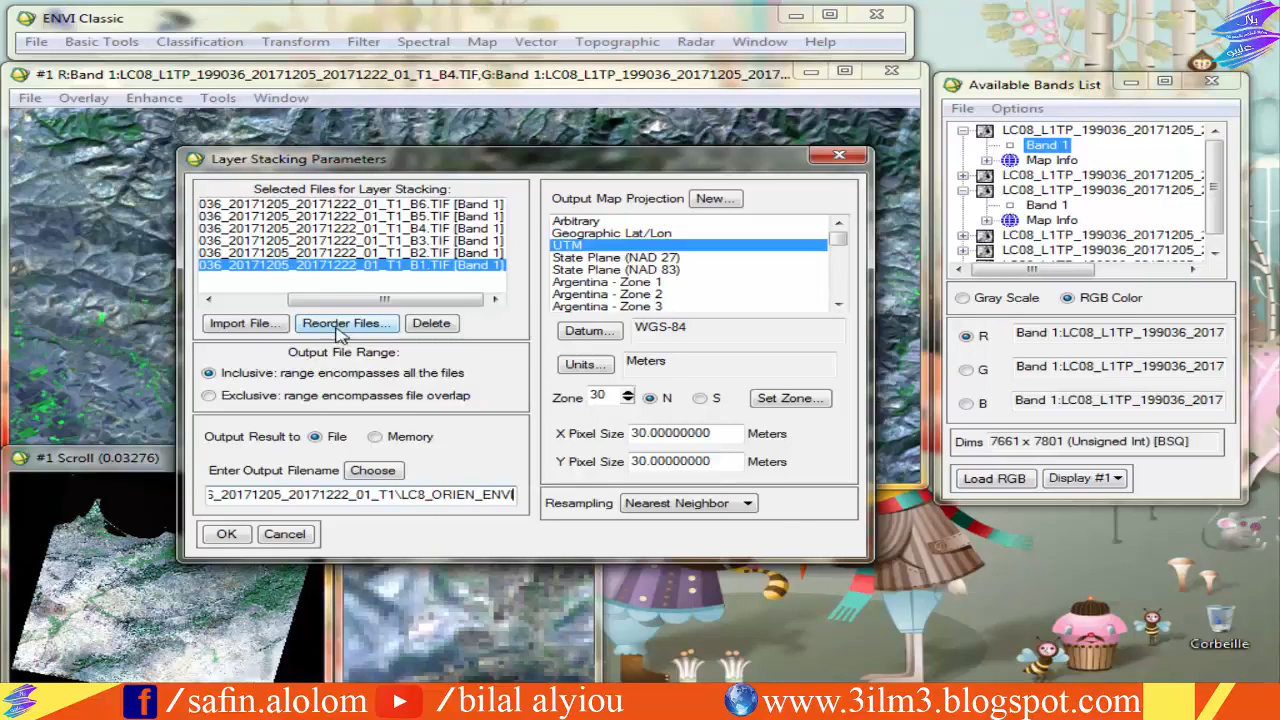 ENVI Classic
File Basic Tools Classification Transform Filter Spectral Map Vector Topographic Radar Window Help
#1 R:Band 1:LC08_L1TP_199036_20171205_20171222_01_T1_B4.TIF,G:Band 1:LC08_L1TP_199036_20171205_2017...
File Overlay Enhance Tools Window
Layer Stacking Parameters
Selected Files for Layer Stacking:
036_20171205_20171222_01_T1_B6.TIF [Band 1]
036_20171205_20171222_01_T1_B5.TIF [Band 1]
036_20171205_20171222_01_T1_B4.TIF [Band 1]
036_20171205_20171222_01_T1_B3.TIF [Band 1]
036_20171205_20171222_01_T1_B2.TIF [Band 1]
036_20171205_20171222_01_T1_B1.TIF [Band 1]
Import File... Reorder Files... Delete
Output File Range:
Inclusive: range encompasses all the files
Exclusive: range encompasses file overlap
Output Result to File Memory
Enter Output Filename Choose
5_20171205_20171222_01_T1\LC8_ORIEN_ENVI
OK Cancel
Output Map Projection New...
Arbitrary
Geographic Lat/Lon
UTM
State Plane (NAD 27)
State Plane (NAD 83)
Argentina - Zone 1
Argentina - Zone 2
Argentina - Zone 3
Datum... WGS-84
Units... Meters
Zone 30 N S Set Zone...
X Pixel Size 30.00000000 Meters
Y Pixel Size 30.00000000 Meters
Resampling Nearest Neighbor
#1 Scroll (0.03276)
Available Bands List
File Options
LC08_L1TP_199036_20171205_2
Band 1
Map Info
LC08_L1TP_199036_20171205_2
LC08_L1TP_199036_20171205_2
Band 1
Map Info
LC08_L1TP_199036_20171205_2
LC08_L1TP_199036_20171205_2
Gray Scale RGB Color
R Band 1:LC08_L1TP_199036_2017
G Band 1:LC08_L1TP_199036_2017
B Band 1:LC08_L1TP_199036_2017
Dims 7661 x 7801 (Unsigned Int) [BSQ]
Load RGB Display #1
Corbeille
f /safin.alolom /bilal alyiou www.3ilm3.blogspot.com